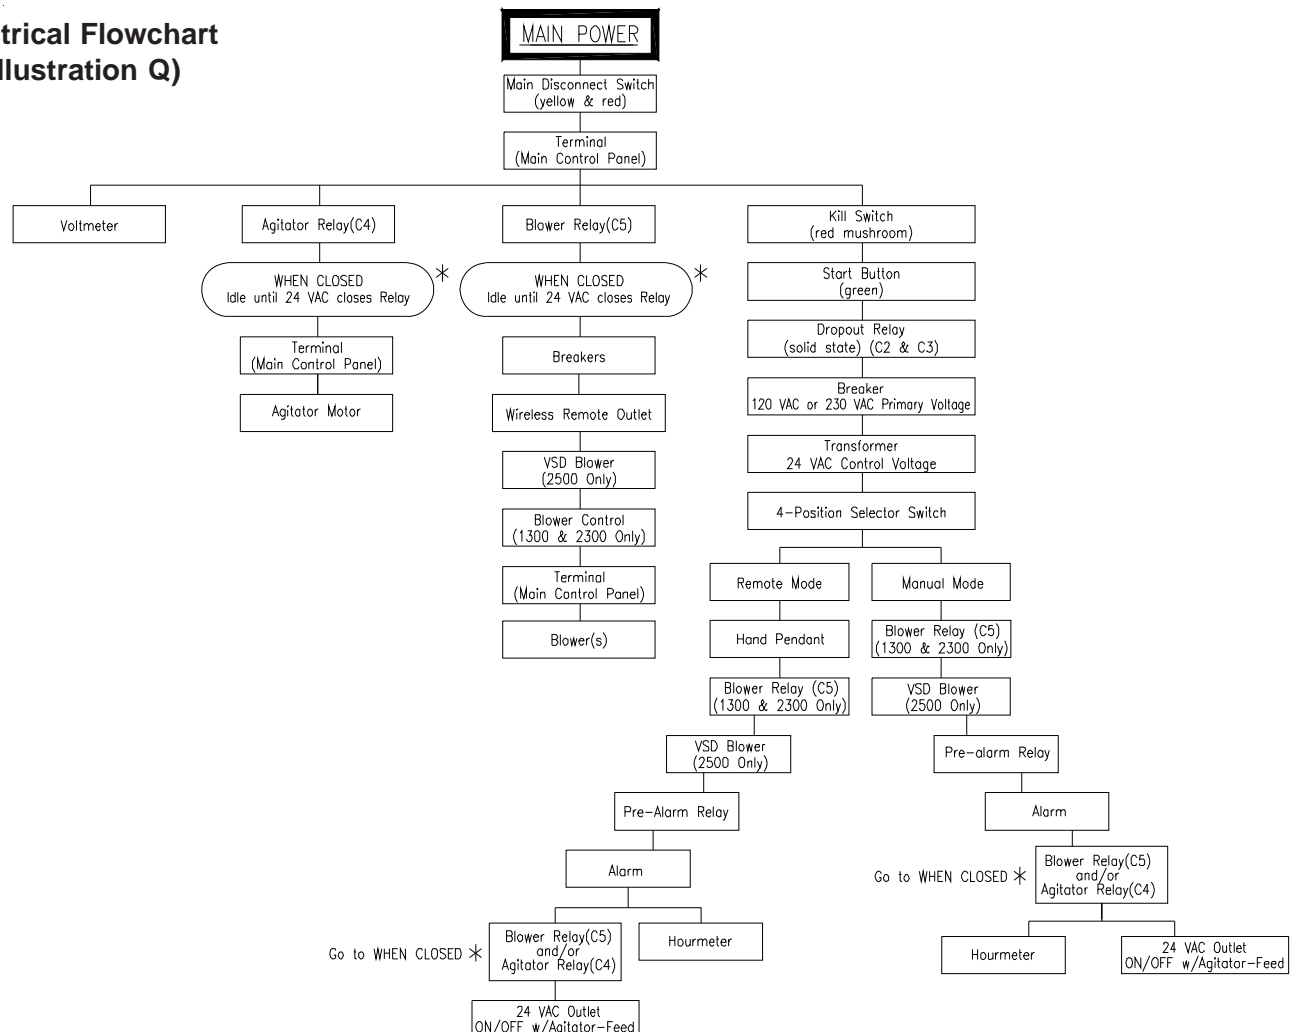 trical Flowchart
llustration Q)
MAIN POWER
Main Disconnect Switch
(yellow & red)
Terminal
(Main Control Panel)
Voltmeter
Agitator Relay(C4)
Blower Relay(C5)
Kill Switch
(red mushroom)
WHEN CLOSED
Idle until 24 VAC closes Relay
*
WHEN CLOSED
Idle until 24 VAC closes Relay
*
Start Button
(green)
Terminal
(Main Control Panel)
Breakers
Dropout Relay
(solid state) (C2 & C3)
Agitator Motor
Wireless Remote Outlet
Breaker
120 VAC or 230 VAC Primary Voltage
VSD Blower
(2500 Only)
Transformer
24 VAC Control Voltage
Blower Control
(1300 & 2300 Only)
4-Position Selector Switch
Terminal
(Main Control Panel)
Remote Mode
Manual Mode
Blower(s)
Hand Pendant
Blower Relay (C5)
(1300 & 2300 Only)
Blower Relay (C5)
(1300 & 2300 Only)
VSD Blower
(2500 Only)
VSD Blower
(2500 Only)
Pre-alarm Relay
Pre-Alarm Relay
Alarm
Alarm
Go to WHEN CLOSED *
Blower Relay(C5)
and/or
Agitator Relay(C4)
Go to WHEN CLOSED *
Blower Relay(C5)
and/or
Agitator Relay(C4)
Hourmeter
Hourmeter
24 VAC Outlet
ON/OFF w/Agitator-Feed
24 VAC Outlet
ON/OFF w/Agitator-Feed